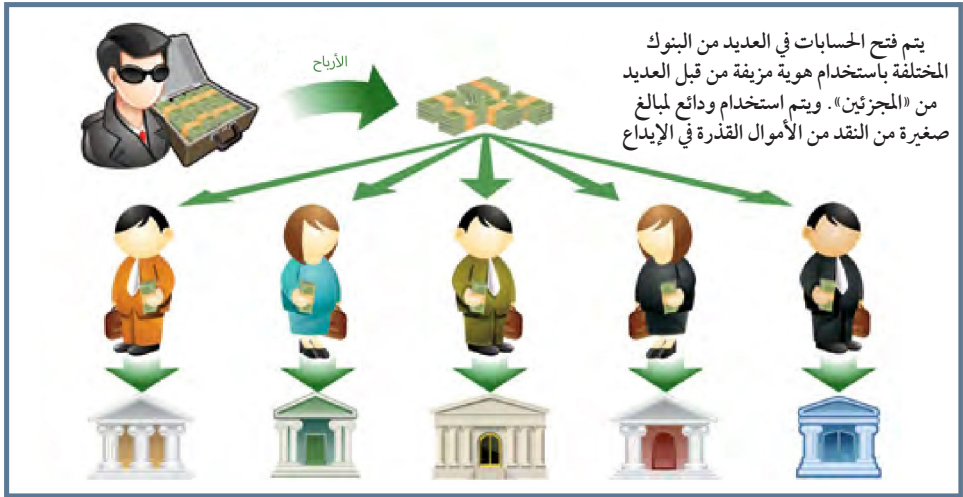 يتم فتح الحسابات في العديد من البنوك
المختلفة باستخدام هوية مزيفة من قبل العديد
من «المجزئين». ويتم استخدام ودائع لمبالغ
صغيرة من النقد من الأموال القذرة في الإيداع
الأرباح